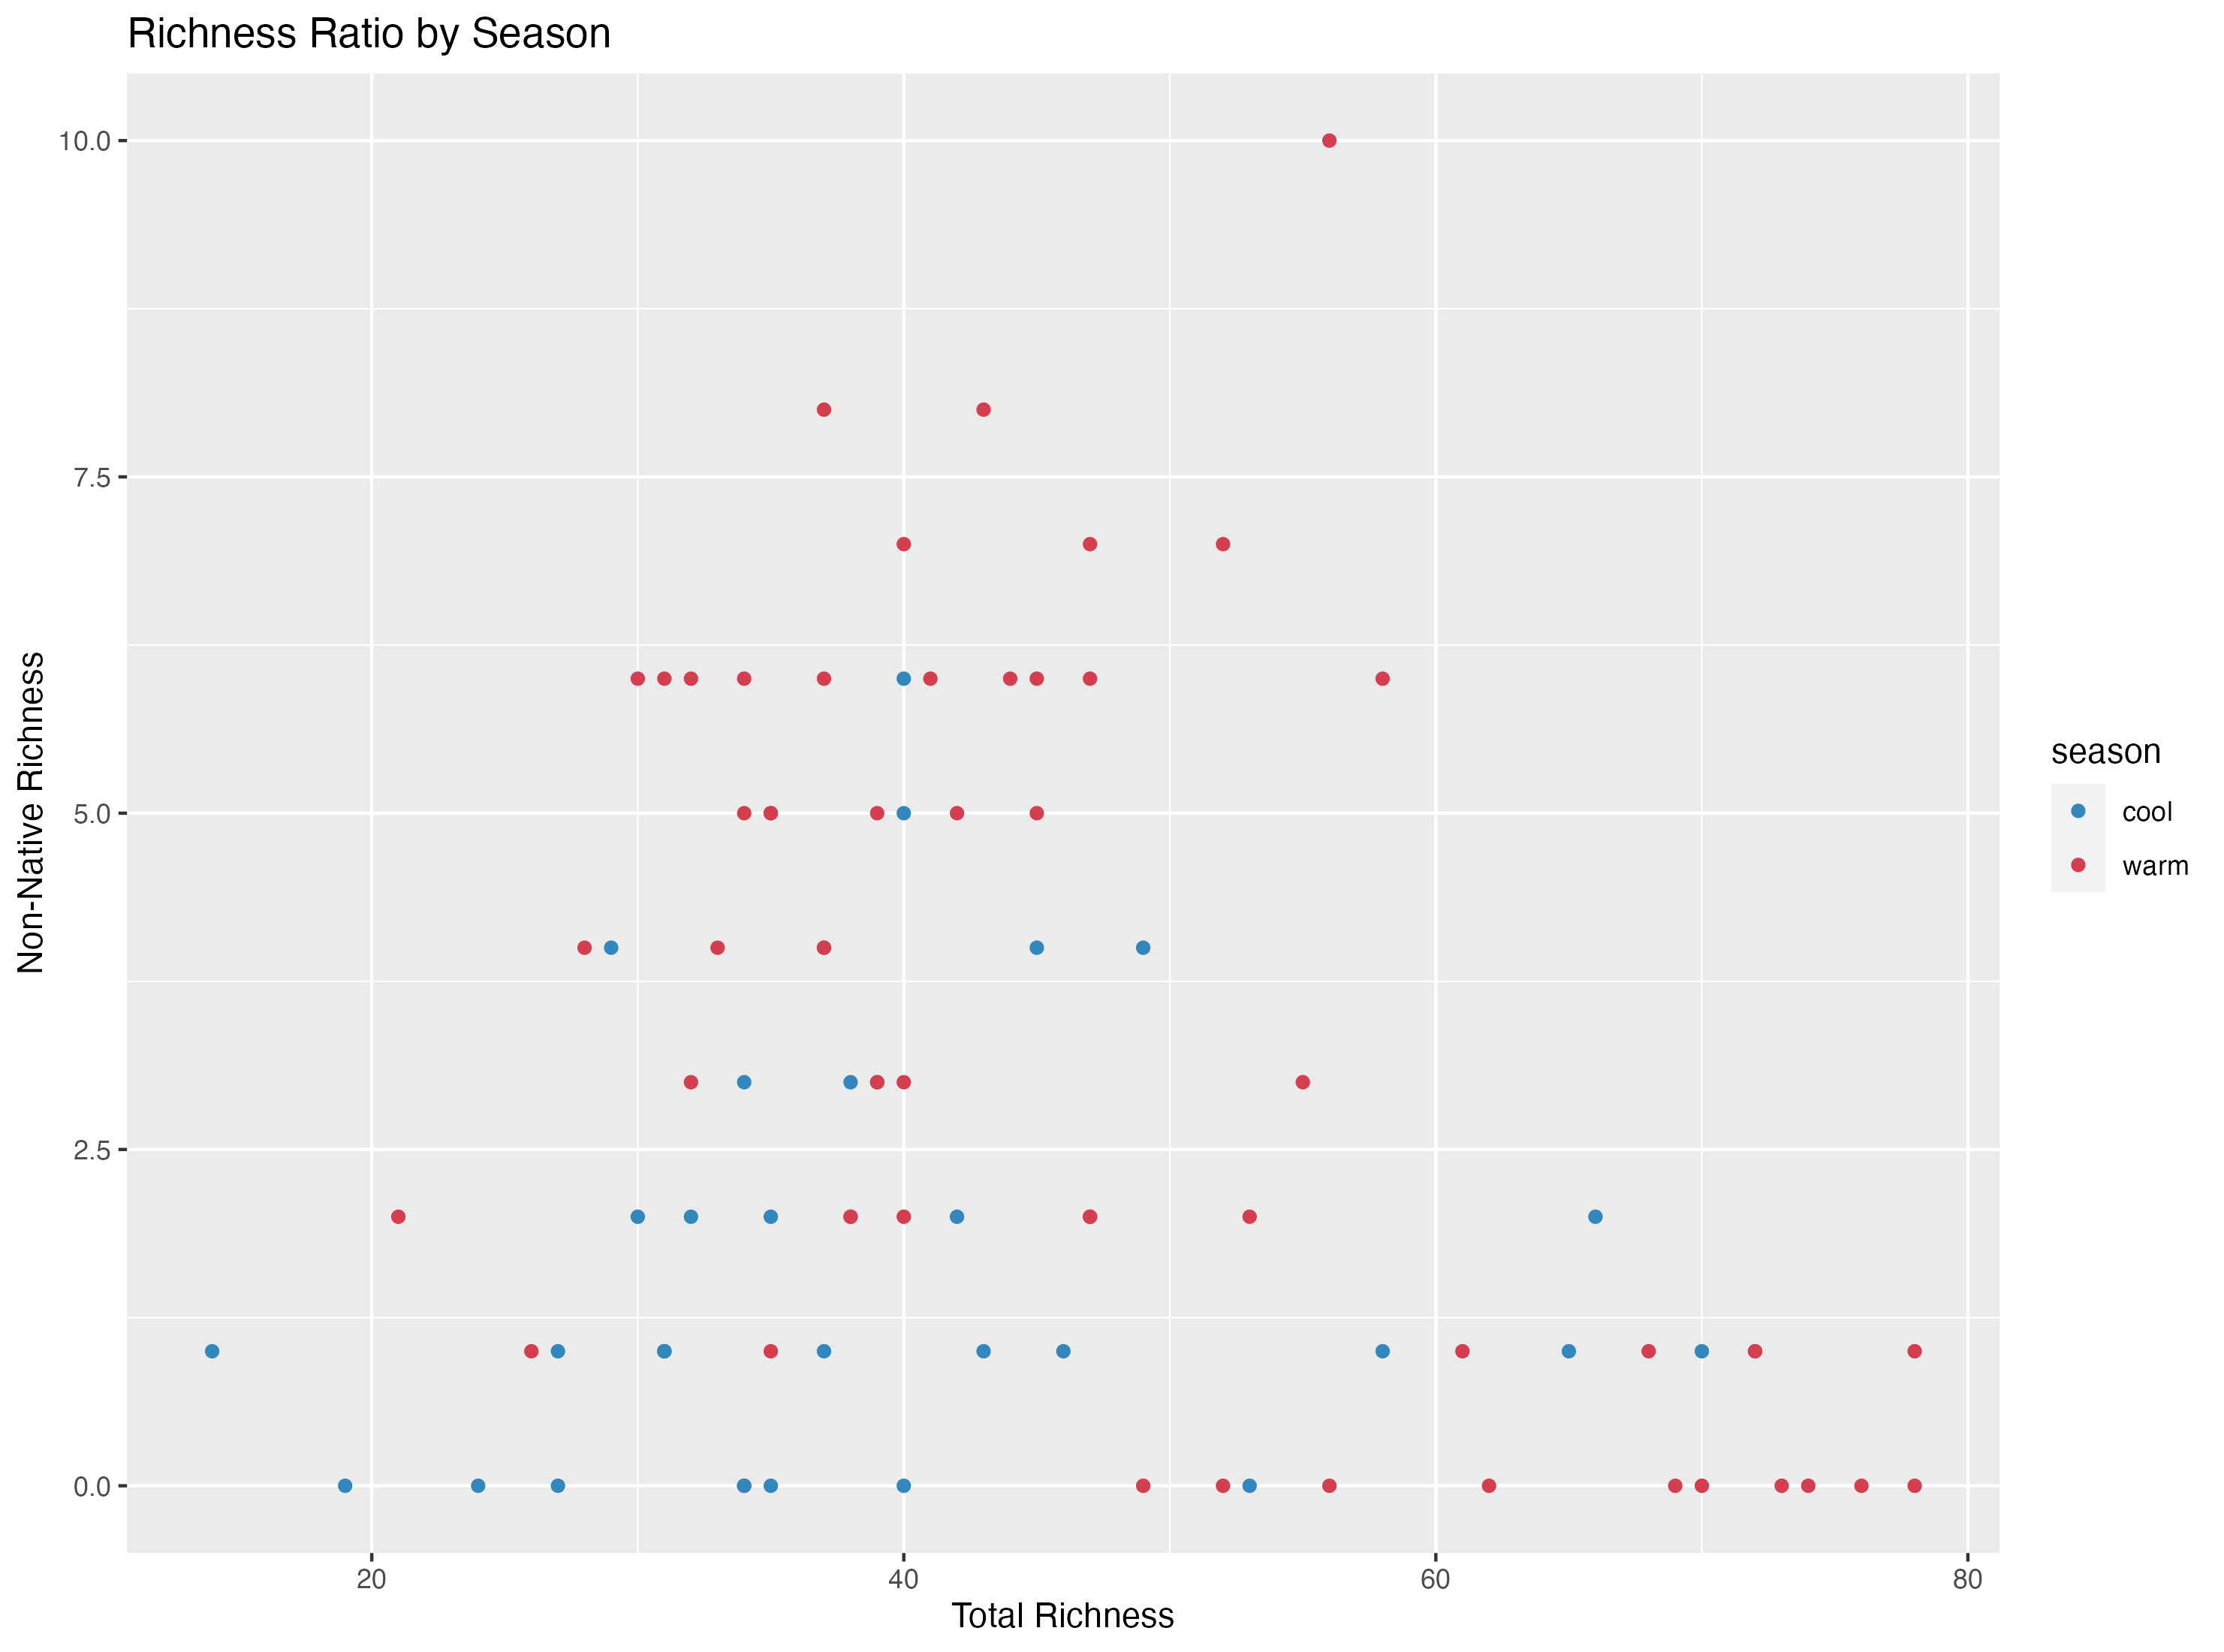 Richness Ratio by Season
10.0
7.5
5.0
2.5
0.0
Non-Native Richness
20 40 60 80
Total Richness
season
cool
warm